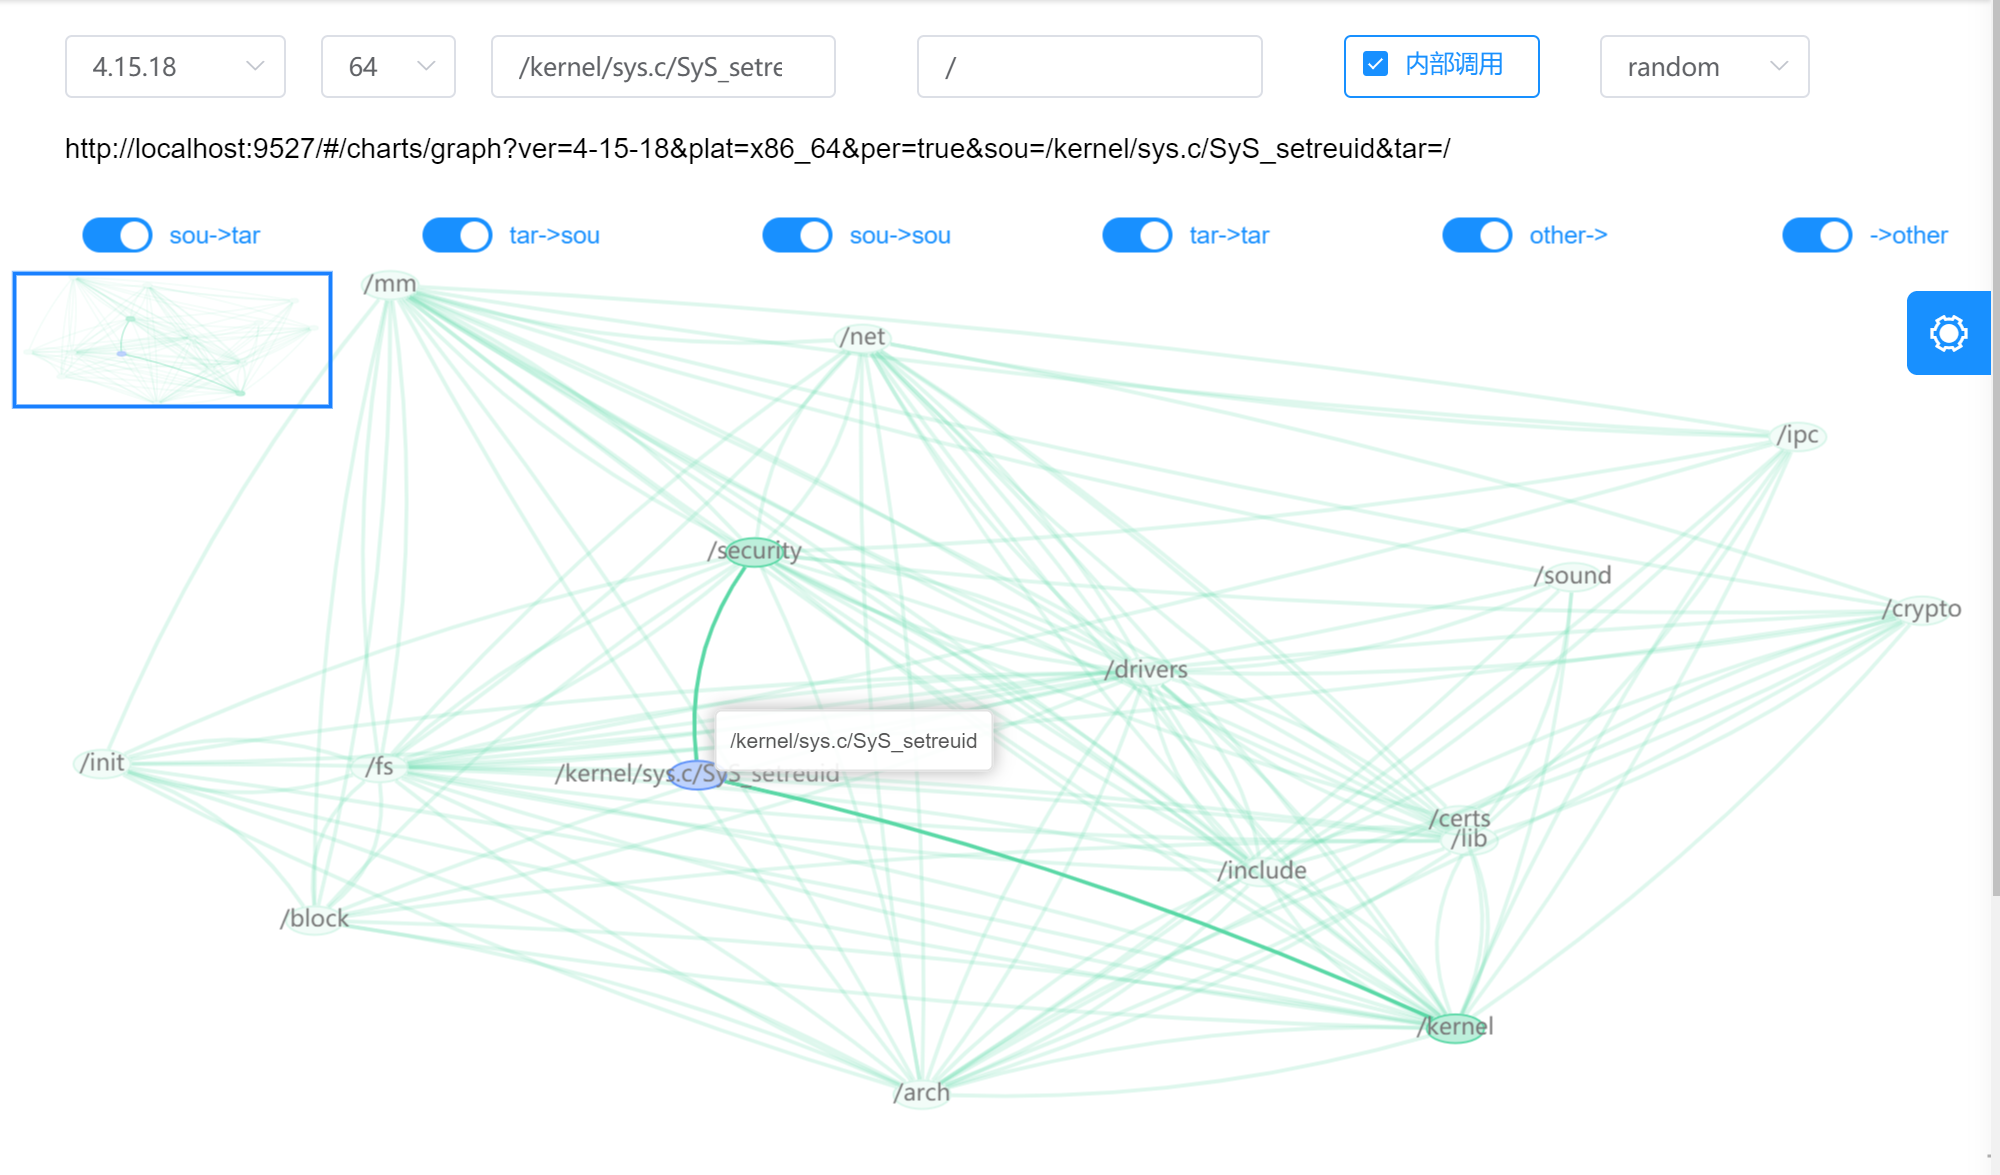 4.15.18 64 /kernel/sys.c/SyS_setre / 内部调用 random
http://localhost:9527/#/charts/graph?ver=4-15-18&plat=x86_64&per=true&sou=/kernel/sys.c/SyS_setreuid&tar=/
sou->tar tar->sou sou->sou tar->tar other-> ->other
/mm
/net
/ipc
/security
/sound
/crypto
/drivers
/kernel/sys.c/SyS_setreuid
/init
/fs
/kernel/sys.c/SyS_setreuid
/certs
/lib
/include
/block
/kernel
/arch